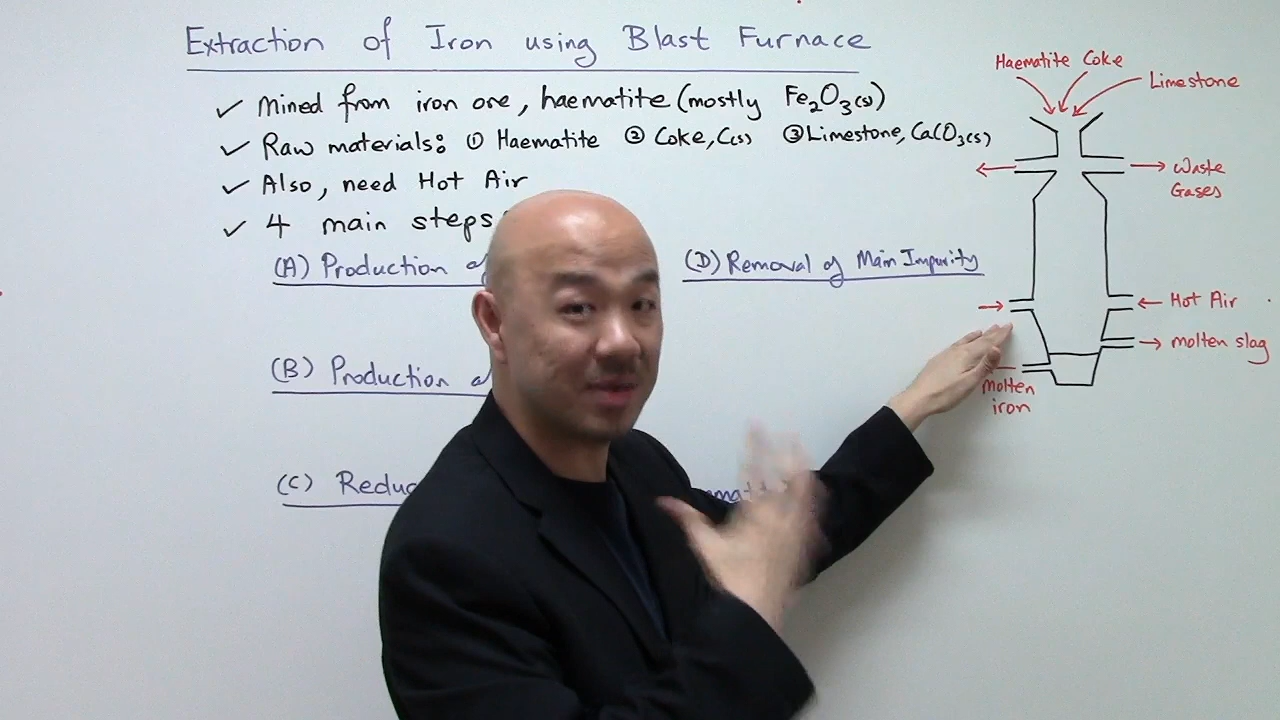 Extraction of Iron using Blast Furnace
✓ Mined from iron ore, haematite (mostly Fe₂O₃(s))
✓ Raw materials: ① Haematite ② Coke, C(s) ③ Limestone, CaCO₃(s)
✓ Also, need Hot Air
✓ 4 main steps
(A) Production
(D) Removal of Main Impurity
(B) Production
(C)
Haematite Coke
Limestone
Waste
Gases
Hot Air
molten slag
Molten
iron